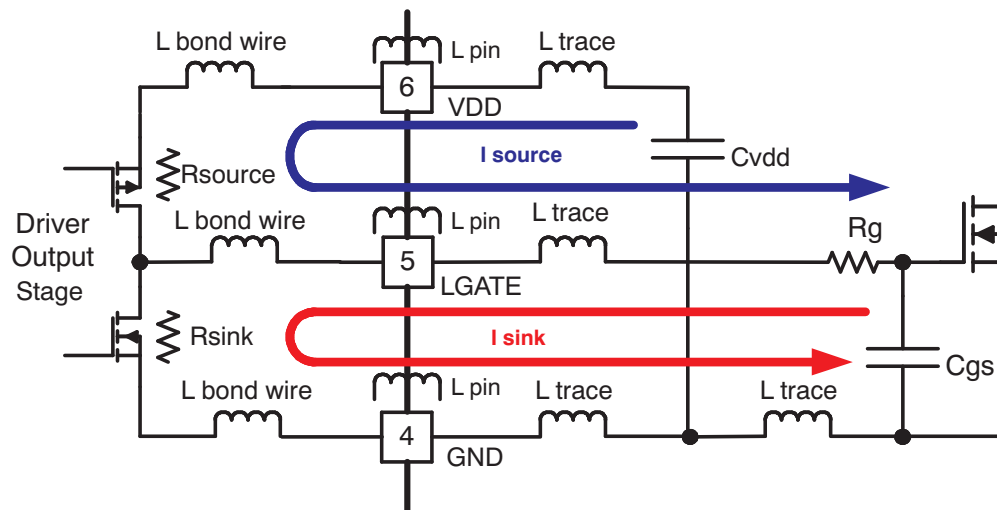 L bond wire
L pin
L trace
6
VDD
I source
Cvdd
Rsource
L bond wire
L pin
L trace
Rg
Driver
Output
Stage
5
LGATE
Rsink
I sink
L bond wire
L pin
L trace
L trace
Cgs
4
GND